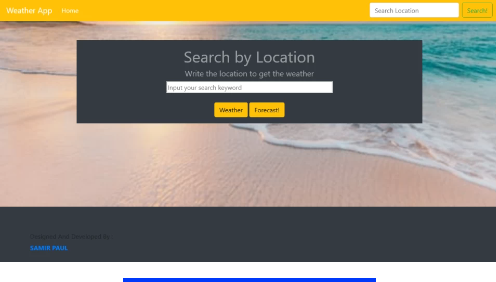 Weather App Home Search Location Search!
Search by Location
Write the location to get the weather
Input your search keyword
Weather Forecast!
Designed and Developed by
SAMIR PAUL